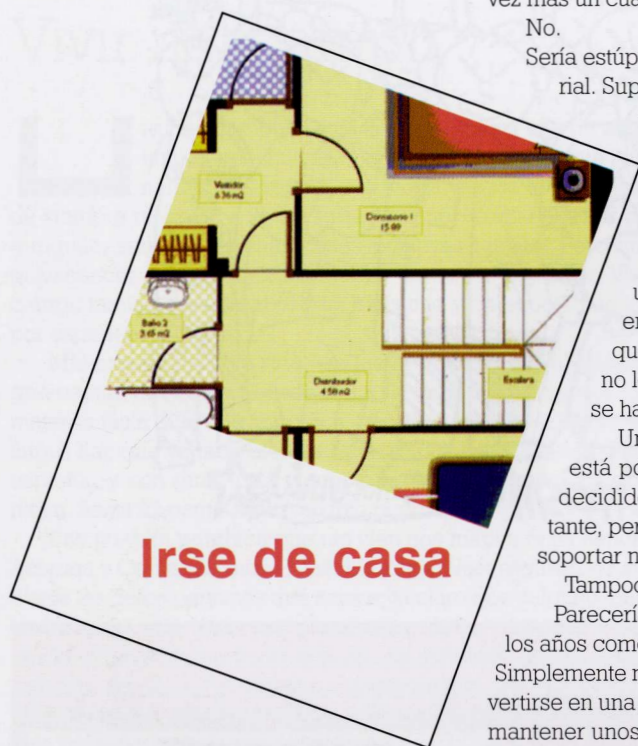 vez más un cua
No.
Sería estúp
rial. Sup
Vestidor
6.36 m2
Dormitorio 1
15.89
Baño 2
3.65 m2
Distribuidor
4.59 m2
Escalera
Irse de casa
u
en
qu
no l
se ha
Un
está po
decidid
tante, per
soportar n
Tampoc
Parecerí
los años com
Simplemente n
vertirse en una
mantener unos